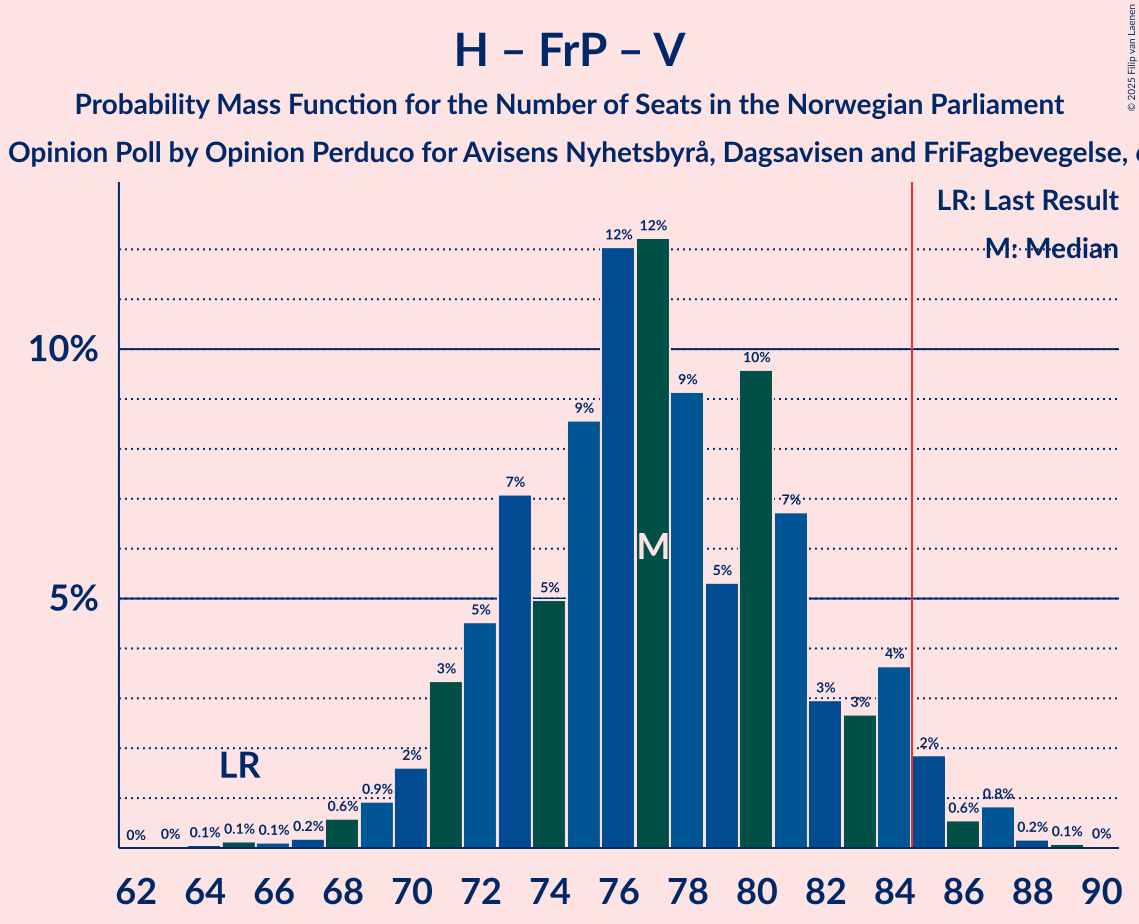 H – FrP – V
Probability Mass Function for the Number of Seats in the Norwegian Parliament
Opinion Poll by Opinion Perduco for Avisens Nyhetsbyrå, Dagsavisen and FriFagbevegelse,
© 2025 Filip van Laenen
LR: Last Result
M: Median
10%
5%
0% 0% 0.1% 0.1% 0.1% 0.2% 0.6% 0.9% 2% 3% 5% 7% 5% 9% 12% 12% 9% 5% 10% 7% 3% 3% 4% 2% 0.6% 0.8% 0.2% 0.1% 0%
LR
M
62 64 66 68 70 72 74 76 78 80 82 84 86 88 90